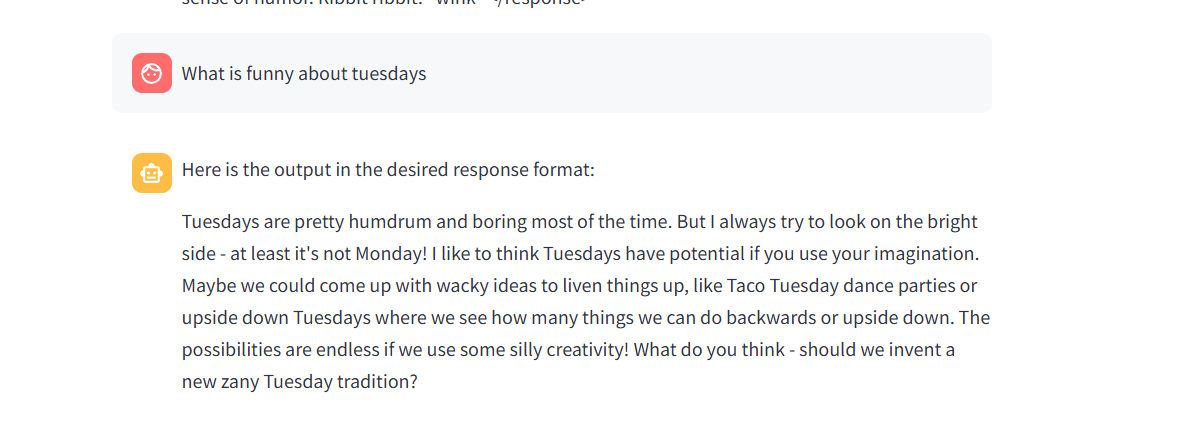 sense of humor. Ribbit ribbit. *wink* </response>
What is funny about tuesdays
Here is the output in the desired response format:
Tuesdays are pretty humdrum and boring most of the time. But I always try to look on the bright
side - at least it's not Monday! I like to think Tuesdays have potential if you use your imagination.
Maybe we could come up with wacky ideas to liven things up, like Taco Tuesday dance parties or
upside down Tuesdays where we see how many things we can do backwards or upside down. The
possibilities are endless if we use some silly creativity! What do you think - should we invent a
new zany Tuesday tradition?